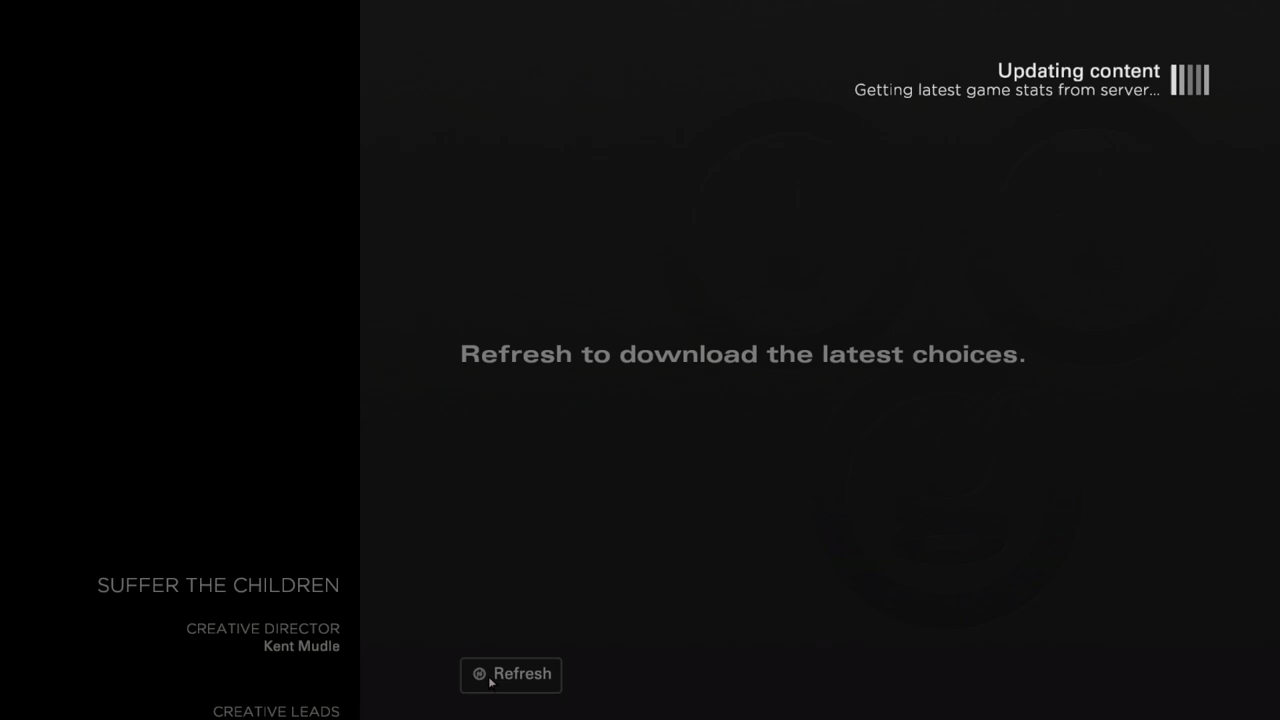 Updating content
Getting latest game stats from server...
Refresh to download the latest choices.
SUFFER THE CHILDREN
CREATIVE DIRECTOR
Kent Mudle
Refresh
CREATIVE LEADS